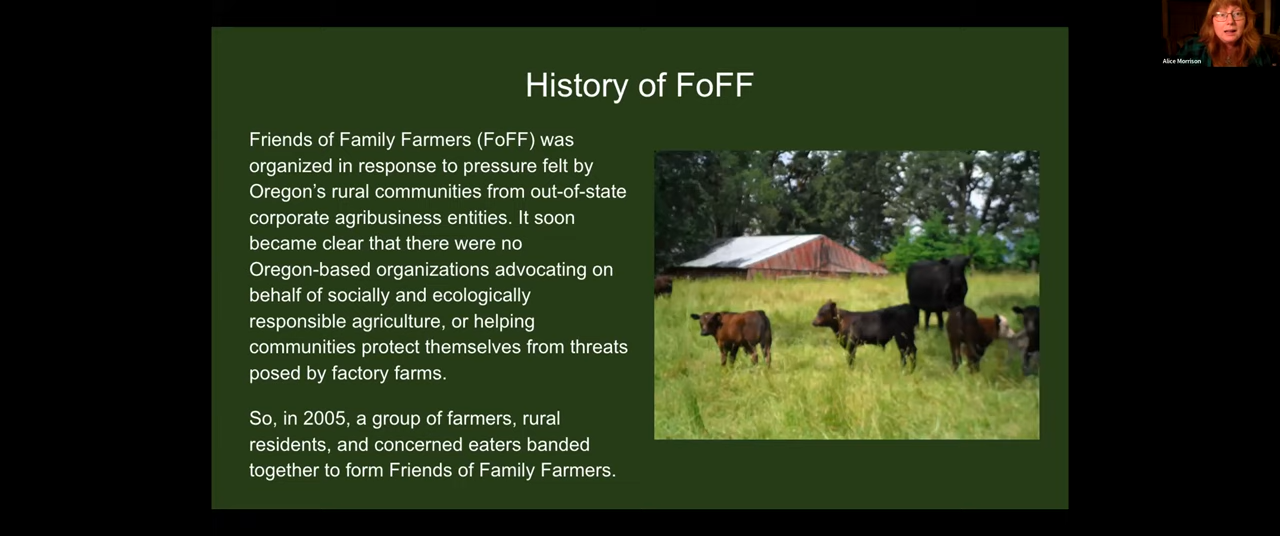 History of FoFF
Friends of Family Farmers (FoFF) was
organized in response to pressure felt by
Oregon’s rural communities from out-of-state
corporate agribusiness entities. It soon
became clear that there were no
Oregon-based organizations advocating on
behalf of socially and ecologically
responsible agriculture, or helping
communities protect themselves from threats
posed by factory farms.
So, in 2005, a group of farmers, rural
residents, and concerned eaters banded
together to form Friends of Family Farmers.
Alice Morrison